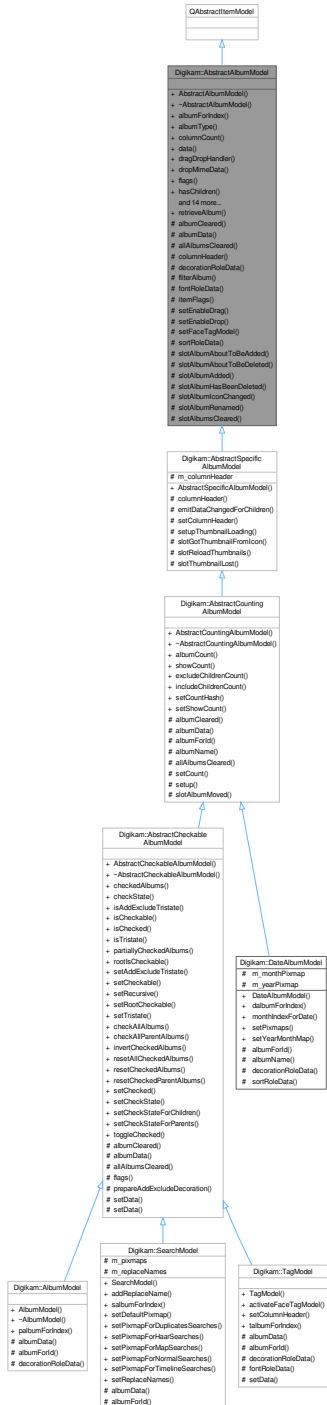 QAbstractItemModel
Digikam::AbstractAlbumModel
+ AbstractAlbumModel()
+ ~AbstractAlbumModel()
+ albumForIndex()
+ albumType()
+ columnCount()
+ data()
+ dragDropHandler()
+ dropMimeData()
+ flags()
+ hasChildren()
and 14 more...
+ retrieveAlbum()
# albumCleared()
# albumData()
# allAlbumsCleared()
# columnHeader()
# decorationRoleData()
# filterAlbum()
# fontRoleData()
# itemFlags()
# setEnableDrag()
# setEnableDrop()
# setFaceTagModel()
# sortRoleData()
# slotAlbumAboutToBeAdded()
# slotAlbumAboutToBeDeleted()
# slotAlbumAdded()
# slotAlbumHasBeenDeleted()
# slotAlbumIconChanged()
# slotAlbumRenamed()
# slotAlbumsCleared()
Digikam::AbstractSpecific
AlbumModel
# m_columnHeader
+ AbstractSpecificAlbumModel()
# columnHeader()
# emitDataChangedForChildren()
# setColumnHeader()
# setupThumbnailLoading()
# slotGotThumbnailFromIcon()
# slotReloadThumbnails()
# slotThumbnailLost()
Digikam::AbstractCounting
AlbumModel
+ AbstractCountingAlbumModel()
+ ~AbstractCountingAlbumModel()
+ albumCount()
+ showCount()
+ excludeChildrenCount()
+ includeChildrenCount()
+ setCountHash()
+ setShowCount()
# albumCleared()
# albumData()
# albumForId()
# albumName()
# allAlbumsCleared()
# setCount()
# setup()
# slotAlbumMoved()
Digikam::AbstractCheckable
AlbumModel
+ AbstractCheckableAlbumModel()
+ ~AbstractCheckableAlbumModel()
+ checkedAlbums()
+ checkState()
+ isAddExcludeTristate()
+ isCheckable()
+ isChecked()
+ isTristate()
+ partiallyCheckedAlbums()
+ rootIsCheckable()
+ setAddExcludeTristate()
+ setCheckable()
+ setRecursive()
+ setRootCheckable()
+ setTristate()
+ checkAllAlbums()
+ checkAllParentAlbums()
+ invertCheckedAlbums()
+ resetAllCheckedAlbums()
+ resetCheckedAlbums()
+ resetCheckedParentAlbums()
+ setChecked()
+ setCheckState()
+ setCheckStateForChildren()
+ setCheckStateForParents()
+ toggleChecked()
# albumCleared()
# albumData()
# allAlbumsCleared()
# flags()
# prepareAddExcludeDecoration()
# setData()
# setData()
Digikam::DateAlbumModel
# m_monthPixmap
# m_yearPixmap
+ DateAlbumModel()
+ dalbumForIndex()
+ monthIndexForDate()
+ setPixmaps()
+ setYearMonthMap()
# albumForId()
# albumName()
# decorationRoleData()
# sortRoleData()
Digikam::AlbumModel
+ AlbumModel()
+ ~AlbumModel()
+ palbumForIndex()
# albumData()
# albumForId()
# decorationRoleData()
Digikam::SearchModel
# m_pixmaps
# m_replaceNames
+ SearchModel()
+ addReplaceName()
+ salbumForIndex()
+ setDefaultPixmap()
+ setPixmapForDuplicatesSearches()
+ setPixmapForHaarSearches()
+ setPixmapForMapSearches()
+ setPixmapForNormalSearches()
+ setPixmapForTimelineSearches()
+ setReplaceNames()
# albumData()
# albumForId()
Digikam::TagModel
+ TagModel()
+ activateFaceTagModel()
+ setColumnHeader()
+ talbumForIndex()
# albumData()
# albumForId()
# decorationRoleData()
# fontRoleData()
# setData()